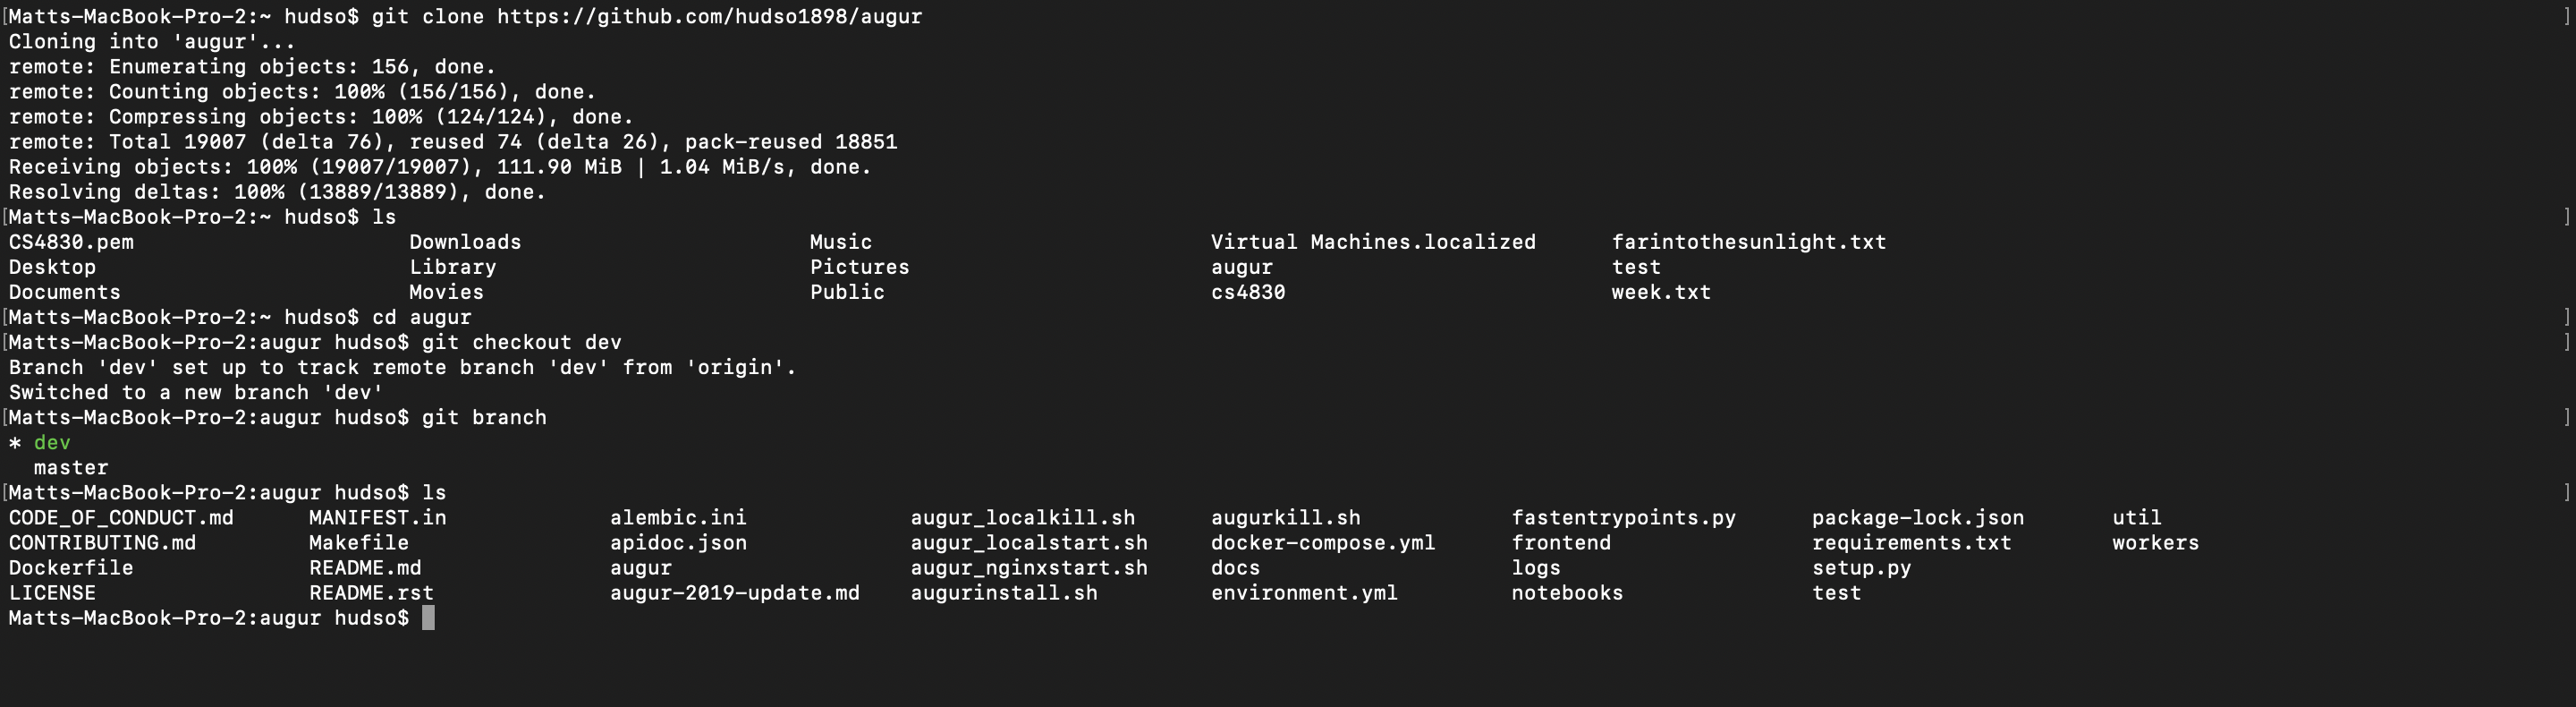 [Matts-MacBook-Pro-2:~ hudso$ git clone https://github.com/hudso1898/augur ]
Cloning into 'augur'...
remote: Enumerating objects: 156, done.
remote: Counting objects: 100% (156/156), done.
remote: Compressing objects: 100% (124/124), done.
remote: Total 19007 (delta 76), reused 74 (delta 26), pack-reused 18851
Receiving objects: 100% (19007/19007), 111.90 MiB | 1.04 MiB/s, done.
Resolving deltas: 100% (13889/13889), done.
[Matts-MacBook-Pro-2:~ hudso$ ls ]
CS4830.pem Downloads Music Virtual Machines.localized farintothesunlight.txt
Desktop Library Pictures augur test
Documents Movies Public cs4830 week.txt
[Matts-MacBook-Pro-2:~ hudso$ cd augur ]
[Matts-MacBook-Pro-2:augur hudso$ git checkout dev ]
Branch 'dev' set up to track remote branch 'dev' from 'origin'.
Switched to a new branch 'dev'
[Matts-MacBook-Pro-2:augur hudso$ git branch ]
* dev
master
[Matts-MacBook-Pro-2:augur hudso$ ls ]
CODE_OF_CONDUCT.md MANIFEST.in alembic.ini augur_localkill.sh augurkill.sh fastentrypoints.py package-lock.json util
CONTRIBUTING.md Makefile apidoc.json augur_localstart.sh docker-compose.yml frontend requirements.txt workers
Dockerfile README.md augur augur_nginxstart.sh docs logs setup.py
LICENSE README.rst augur-2019-update.md augurinstall.sh environment.yml notebooks test
Matts-MacBook-Pro-2:augur hudso$